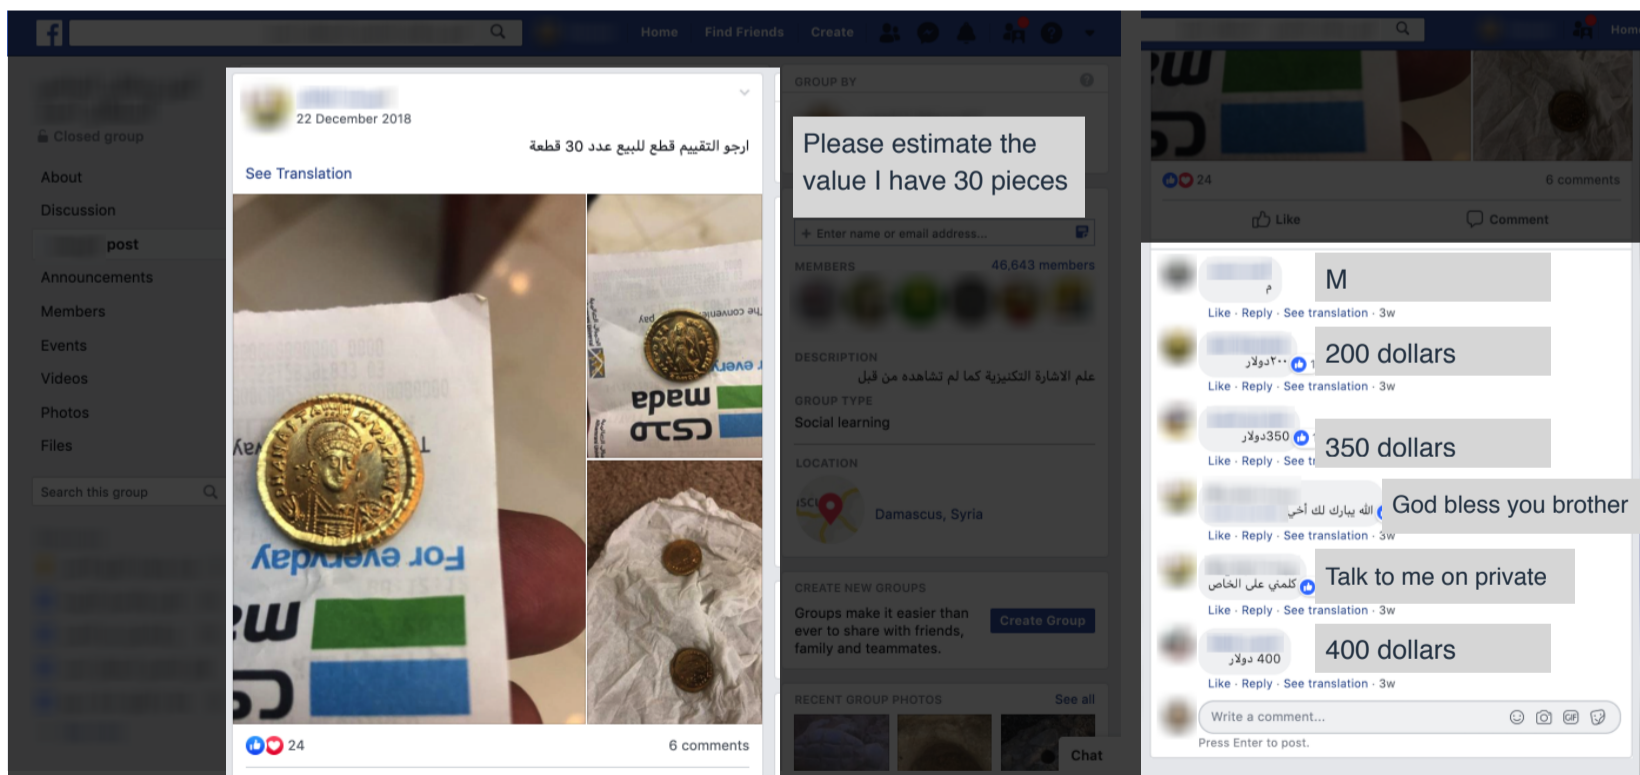 Home
Find Friends
Create
Closed group
About
Discussion
post
Announcements
Members
Events
Videos
Photos
Files
Search this group
22 December 2018
ارجو التقييم قطع للبيع عدد 30 قطعة
See Translation
For everyday
mada
مدى
24
6 comments
GROUP BY
Please estimate the
value I have 30 pieces
+ Enter name or email address...
MEMBERS
46,643 members
DESCRIPTION
علم الاشارة التكنيزية كما لم تشاهده من قبل
GROUP TYPE
Social learning
LOCATION
Damascus, Syria
CREATE NEW GROUPS
Groups make it easier than
ever to share with friends,
family and teammates.
Create Group
RECENT GROUP PHOTOS
See all
Chat
Home
24
6 comments
Like
Comment
م
M
Like · Reply · See translation · 3w
٢٠٠دولار
200 dollars
Like · Reply · See translation · 3w
350دولار
350 dollars
Like · Reply
الله يبارك لك أخي
God bless you brother
Like · Reply · See translation · 3w
كلمني على الخاص
Talk to me on private
Like · Reply · See translation · 3w
400 دولار
400 dollars
Like · Reply · See translation · 3w
Write a comment...
GIF
Press Enter to post.